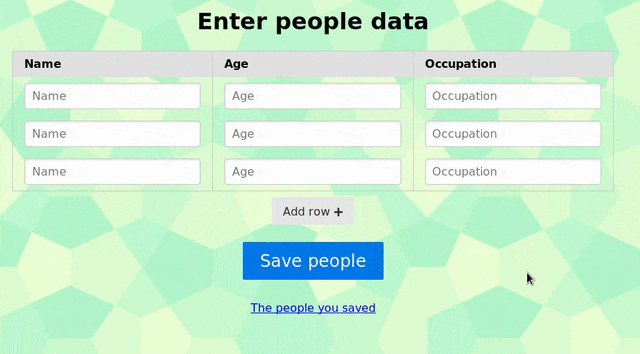 Enter people data
Name Age Occupation
Name Age Occupation
Name Age Occupation
Name Age Occupation
Add row +
Save people
The people you saved